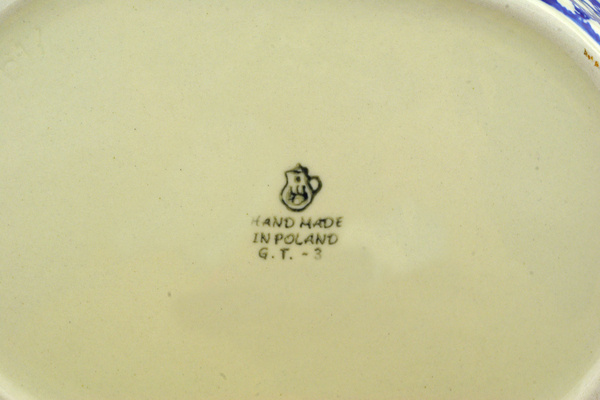 HAND MADE
IN POLAND
G. T. - 3